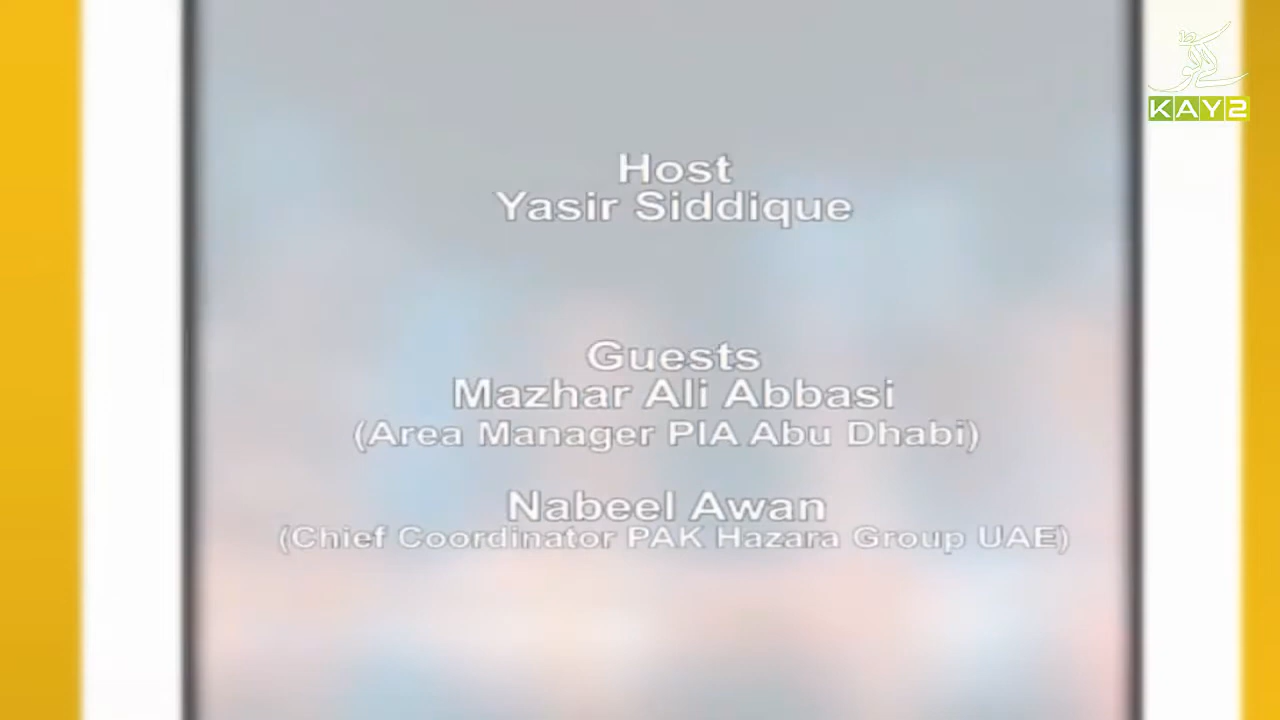 Host
Yasir Siddique
Guests
Mazhar Ali Abbasi
(Area Manager PIA Abu Dhabi)
Nabeel Awan
(Chief Coordinator PAK Hazara Group UAE)
KAY2